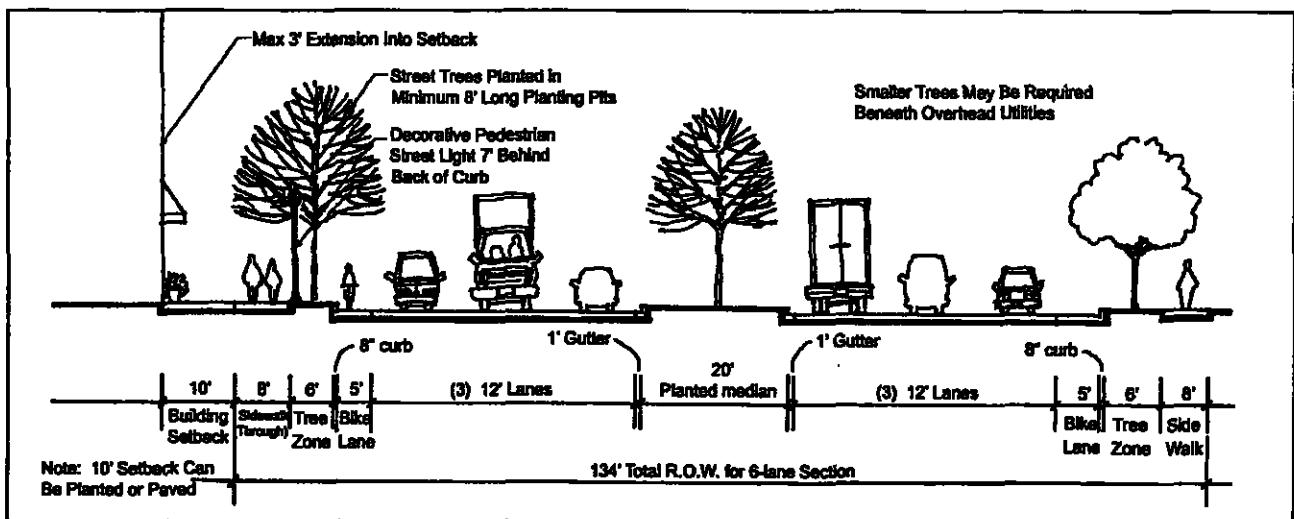 Max 3' Extension Into Setback
Street Trees Planted in
Minimum 8' Long Planting Pits
Decorative Pedestrian
Street Light 7' Behind
Back of Curb
Smaller Trees May Be Required
Beneath Overhead Utilities
8" curb
1' Gutter
1' Gutter
8" curb
10'
8'
6'
5'
(3) 12' Lanes
20'
Planted median
(3) 12' Lanes
5'
6'
8'
Building
Setback
Sidewalk
Through)
Tree
Zone
Bike
Lane
Bike
Lane
Tree
Zone
Side
Walk
Note: 10' Setback Can
Be Planted or Paved
134' Total R.O.W. for 6-lane Section